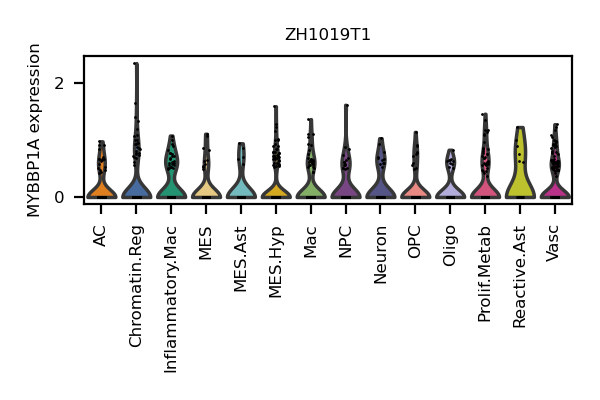 ZH1019T1
MYBBP1A expression
2
0
AC
Chromatin.Reg
Inflammatory.Mac
MES
MES.Ast
MES.Hyp
Mac
NPC
Neuron
OPC
Oligo
Prolif.Metab
Reactive.Ast
Vasc